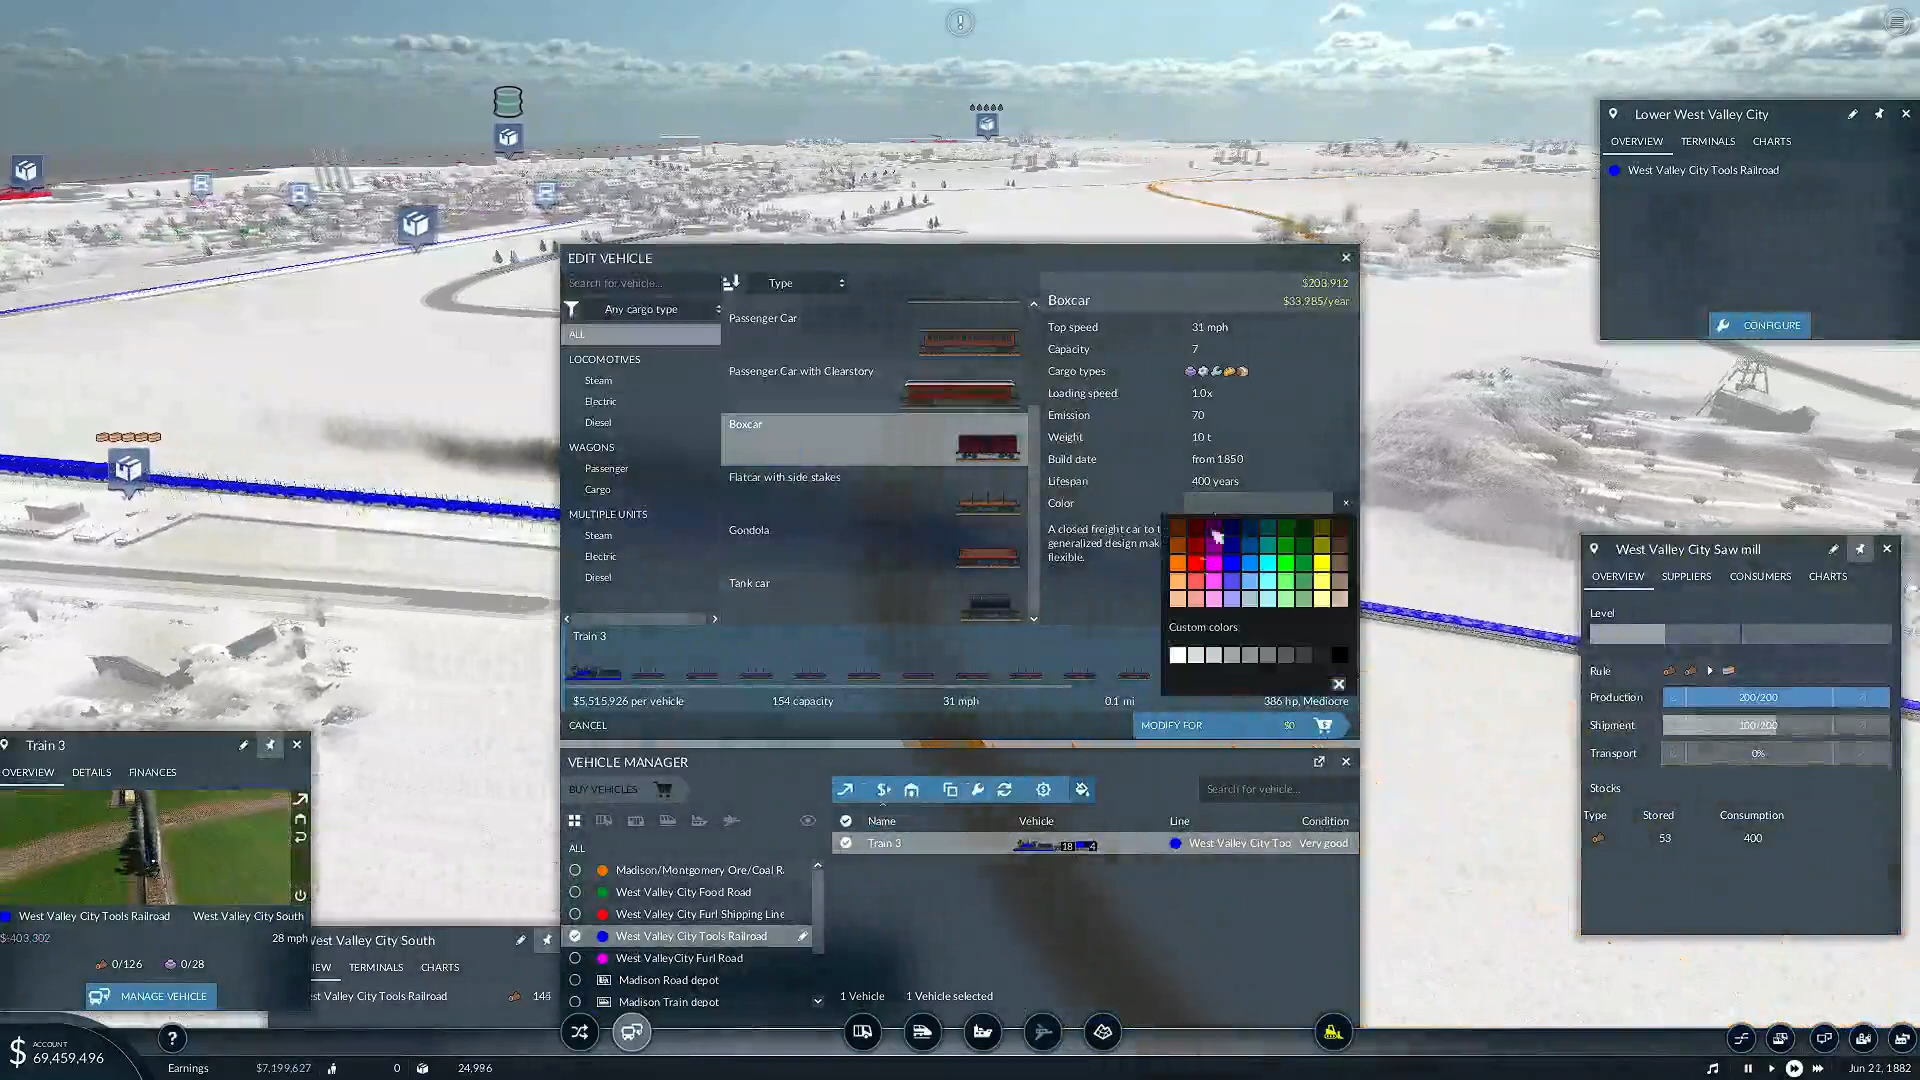 Lower West Valley City
OVERVIEW TERMINALS CHARTS
West Valley City Tools Railroad
CONFIGURE
EDIT VEHICLE
Search for vehicle...
Type
Any cargo type
ALL
LOCOMOTIVES
Steam
Electric
Diesel
WAGONS
Passenger
Cargo
MULTIPLE UNITS
Steam
Electric
Diesel
Passenger Car
Passenger Car with Clearstory
Boxcar
Flatcar with side stakes
Gondola
Tank car
Boxcar
$203,912
$33,985/year
Top speed 31 mph
Capacity 7
Cargo types
Loading speed 1.0x
Emission 70
Weight 10 t
Build date from 1850
Lifespan 400 years
Color
A closed freight car to t
generalized design mak
flexible.
Custom colors
Train 3
$5,515,926 per vehicle 154 capacity 31 mph 0.1 mi 386 hp, Mediocre
CANCEL
MODIFY FOR $0
VEHICLE MANAGER
BUY VEHICLES
Search for vehicle...
Name Vehicle Line Condition
Train 3 18 4 West Valley City Too Very good
ALL
Madison/Montgomery Ore/Coal R
West Valley City Food Road
West Valley City Furl Shipping Line
West Valley City Tools Railroad
West ValleyCity Furl Road
Madison Road depot
Madison Train depot
1 Vehicle 1 Vehicle selected
West Valley City Saw mill
OVERVIEW SUPPLIERS CONSUMERS CHARTS
Level
Rule
Production 200/200
Shipment 100/200
Transport 0%
Stocks
Type Stored Consumption
53 400
Train 3
OVERVIEW DETAILS FINANCES
West Valley City Tools Railroad West Valley City South
28 mph
0/126 0/28
MANAGE VEHICLE
West Valley City South
TERMINALS CHARTS
st Valley City Tools Railroad
$ ACCOUNT
69,459,496
?
Earnings $7,199,627 0 24,996
Jun 21, 1882